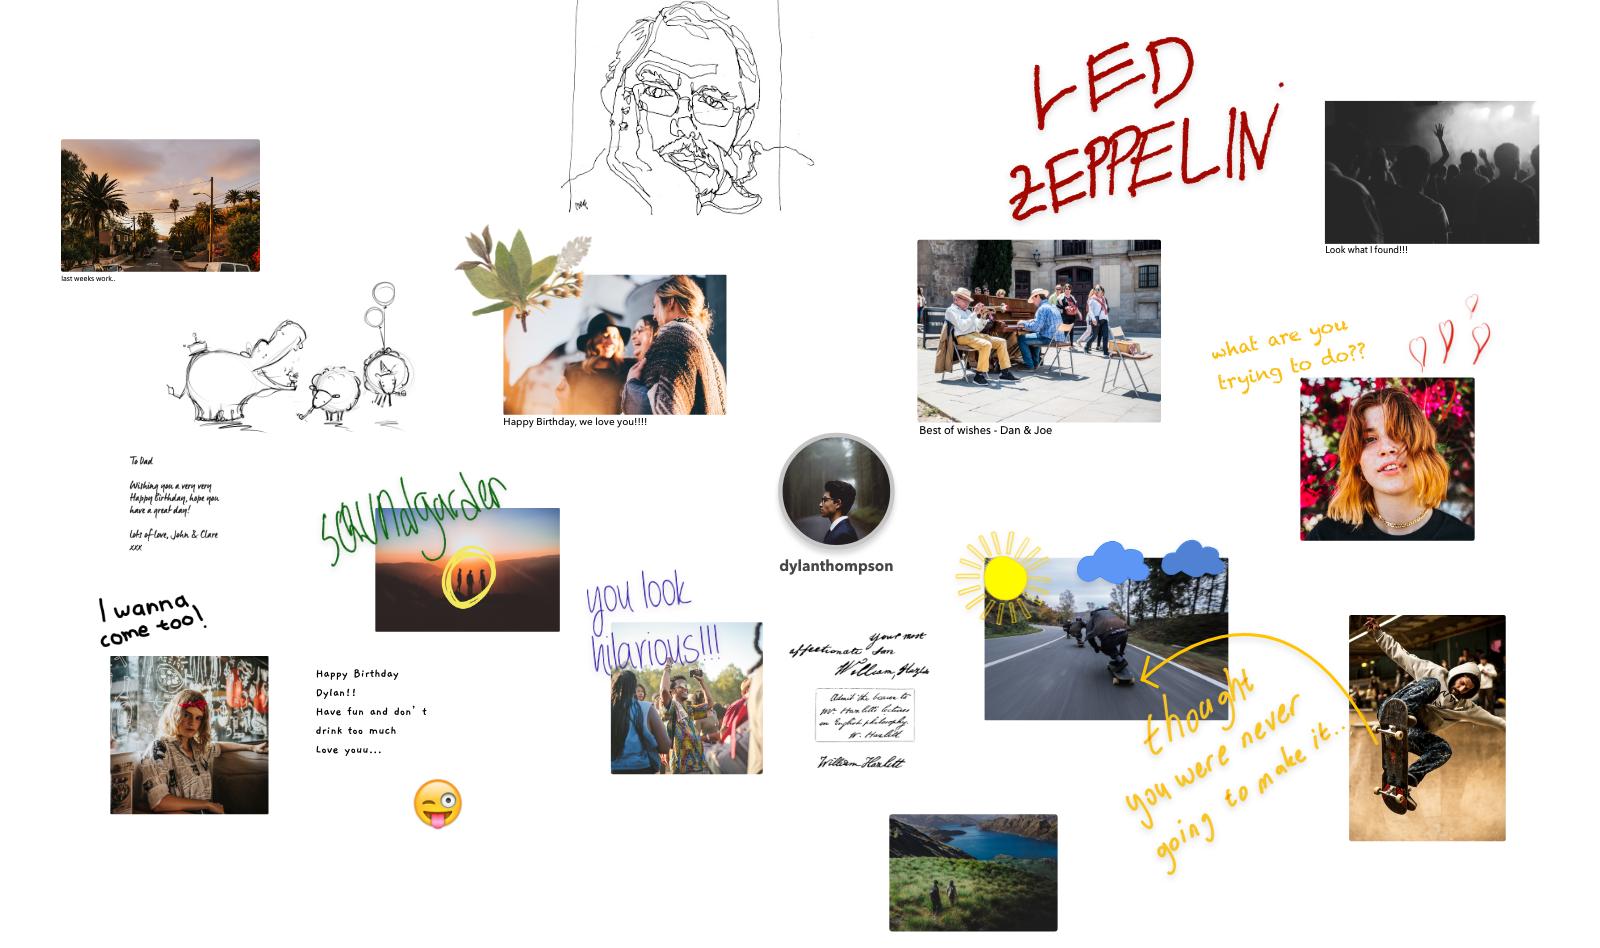 LED
ZEPPELIN
last weeks work..
Look what I found!!!
what are you
trying to do??
Happy Birthday, we love you!!!!
Best of wishes - Dan & Joe
To Dad
Wishing you a very very
Happy Birthday, hope you
have a great day!
lots of love, John & Clare
xxx
soundgarden
dylanthompson
you look
hilarious!!!
I wanna
come too!
Happy Birthday
Dylan!!
Have fun and don't
drink too much
Love youu...
your most
affectionate Son
William, Hazlitt
Admit the bearer to
Mr. Hazlitt's lectures
on English philosophy.
W. Hazlitt
William Hazlitt
thought
you were never
going to make it...